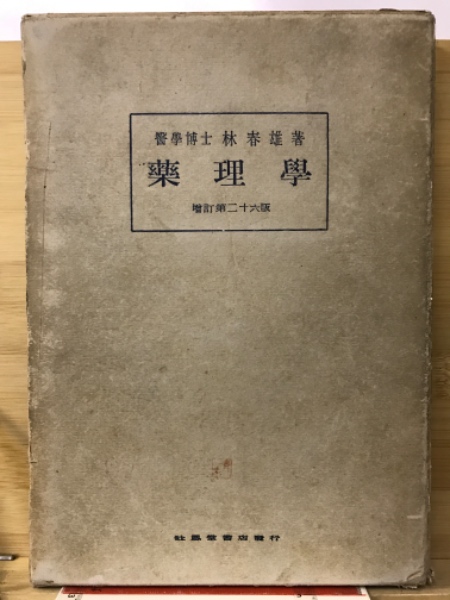 醫學博士 林春雄著
藥理學
增訂第二十六版
吐鳳堂書店發行